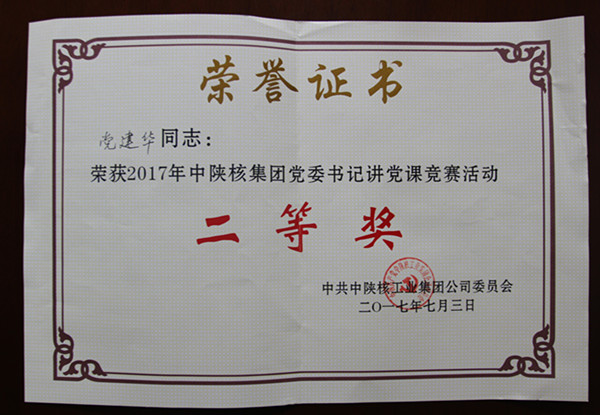 荣誉证书
党建华同志：
荣获2017年中陕核集团党委书记讲党课竞赛活动
二等奖
中共中陕核工业集团公司委员会
二〇一七年七月三日